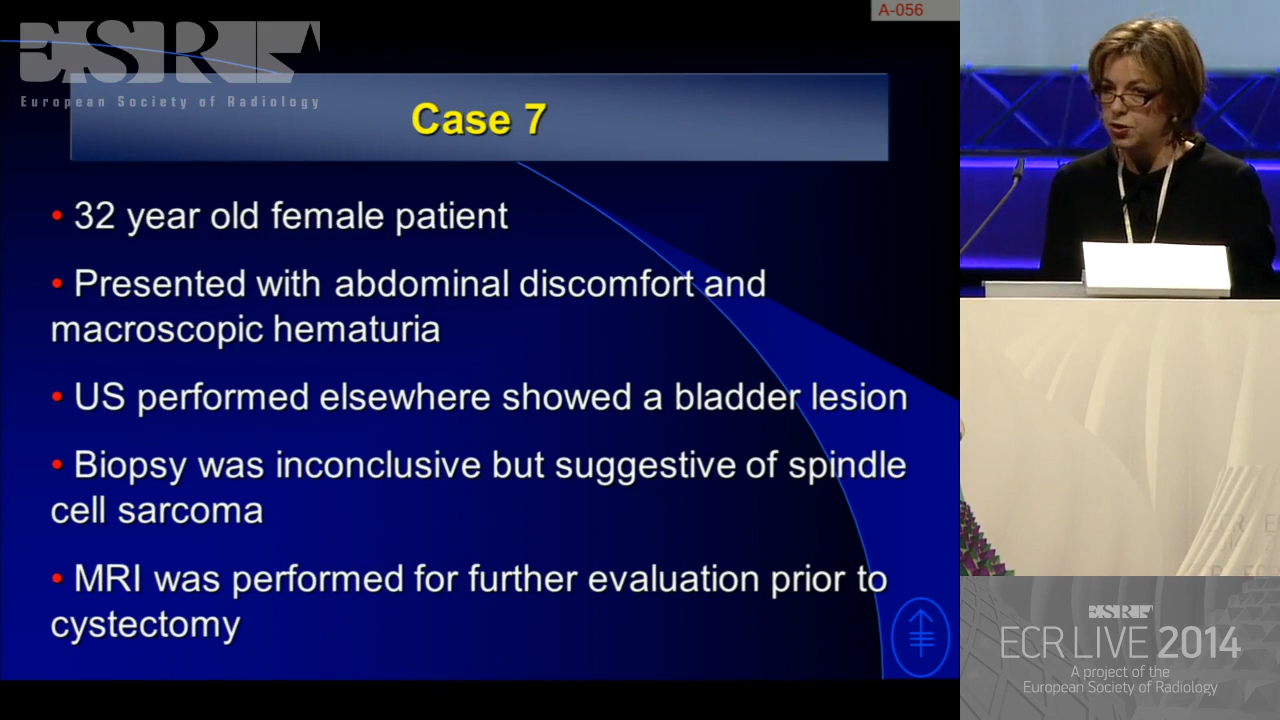 A-056
ESR
European Society of Radiology
Case 7
• 32 year old female patient
• Presented with abdominal discomfort and
macroscopic hematuria
• US performed elsewhere showed a bladder lesion
• Biopsy was inconclusive but suggestive of spindle
cell sarcoma
• MRI was performed for further evaluation prior to
cystectomy
ESR
ECR LIVE 2014
A project of the
European Society of Radiology